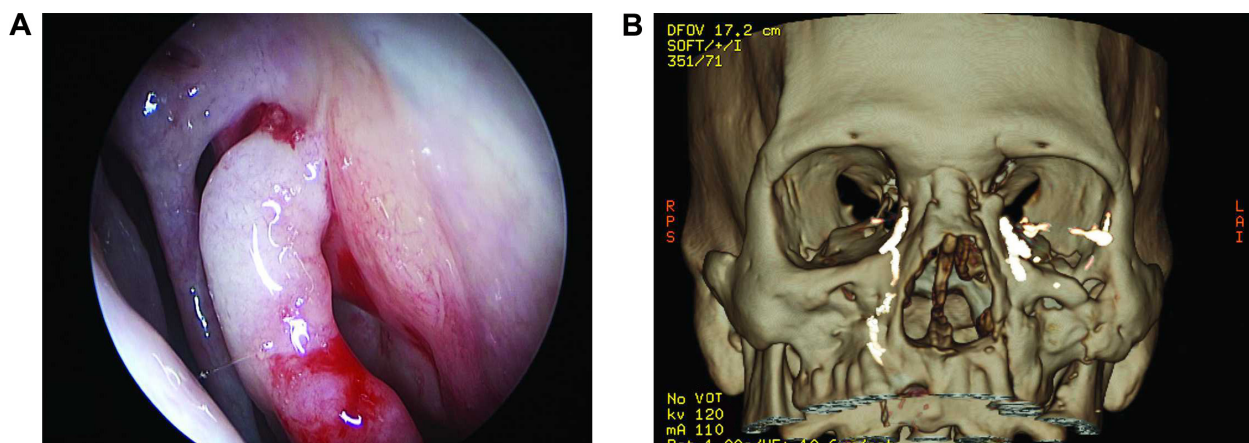 A
B
DFOV 17.2 cm
SOFT/+/I
351/71
R
P
S
L
A
I
No VOT
kv 120
mA 110